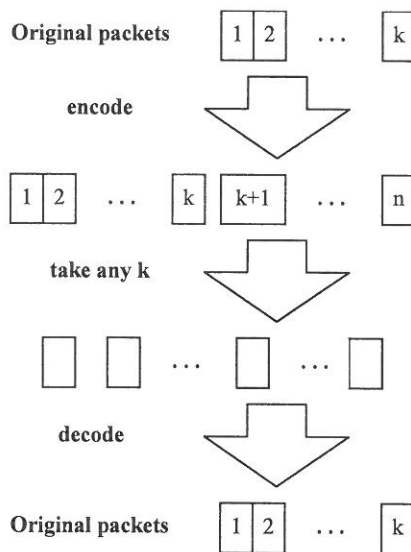 Original packets 1 2 ... k
encode
1 2 ... k k+1 ... n
take any k
... ...
decode
Original packets 1 2 ... k